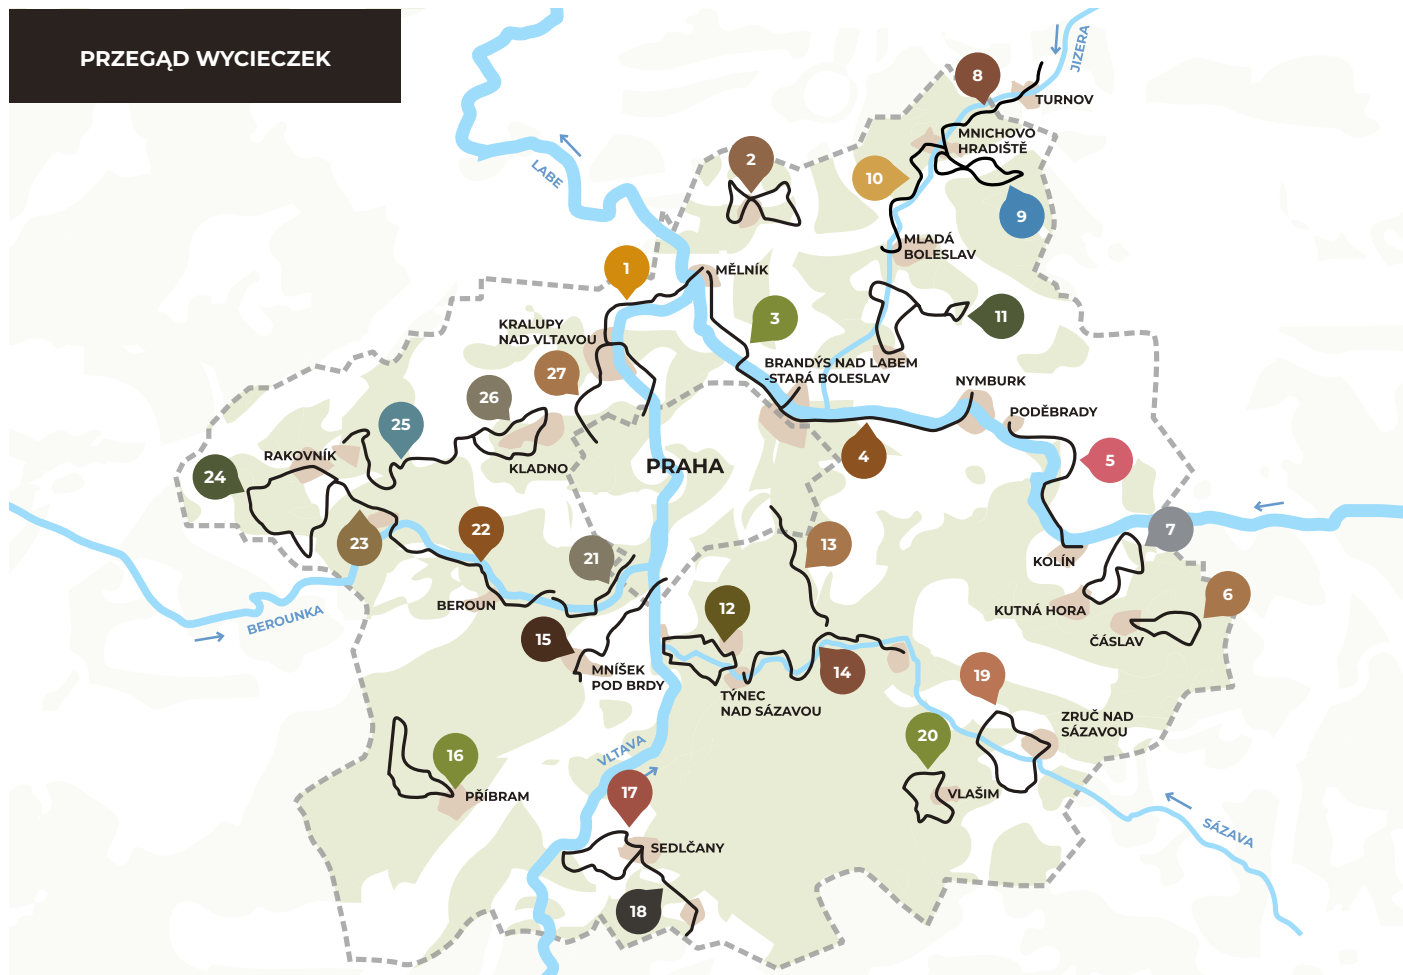 PRZEGĄD WYCIECZEK
JIZERA
8
TURNOV
MNICHOVO
HRADIŠTĚ
2
LABE
10
9
MLADÁ
BOLESLAV
1
MĚLNÍK
3
11
KRALUPY
NAD VLTAVOU
27
BRANDÝS NAD LABEM
-STARÁ BOLESLAV
NYMBURK
26
25
PODĚBRADY
RAKOVNÍK
KLADNO
PRAHA
4
5
24
22
23
21
13
7
KOLÍN
BEROUN
BEROUNKA
12
6
KUTNÁ HORA
ČÁSLAV
15
MNÍŠEK
POD BRDY
14
19
TÝNEC
NAD SÁZAVOU
ZRUČ NAD
SÁZAVOU
20
VLTAVA
16
PŘÍBRAM
17
VLAŠIM
SÁZAVA
SEDLČANY
18